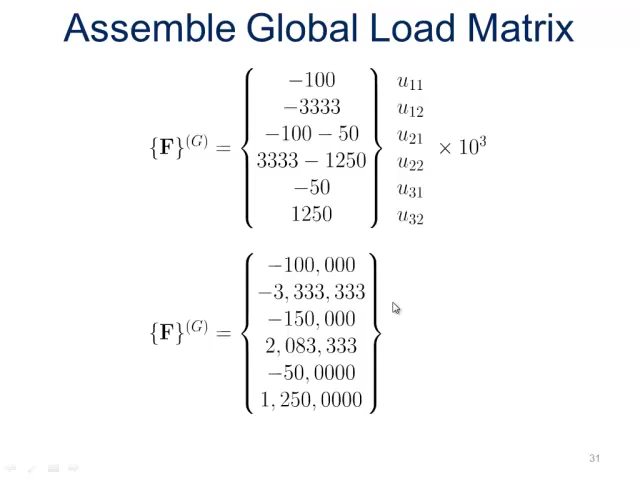 Assemble Global Load Matrix
−100 u₁₁
−3333 u₁₂
−100 − 50 u₂₁
{F}⁽ᴳ⁾ = × 10³
3333 − 1250 u₂₂
−50 u₃₁
1250 u₃₂
−100, 000
−3, 333, 333
−150, 000
{F}⁽ᴳ⁾ =
2, 083, 333
−50, 0000
1, 250, 0000
31